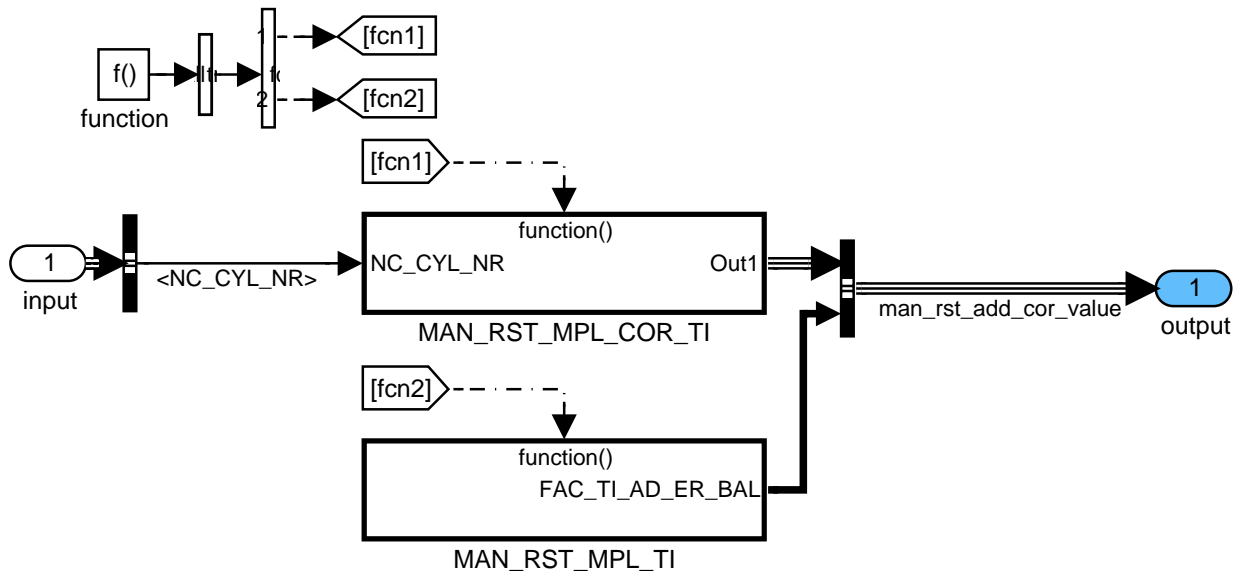 1
[fcn1]
f()
2
[fcn2]
function
[fcn1]
function()
1
NC_CYL_NR
Out1
<NC_CYL_NR>
input
1
man_rst_add_cor_value
output
MAN_RST_MPL_COR_TI
[fcn2]
function()
FAC_TI_AD_ER_BAL
MAN_RST_MPL_TI